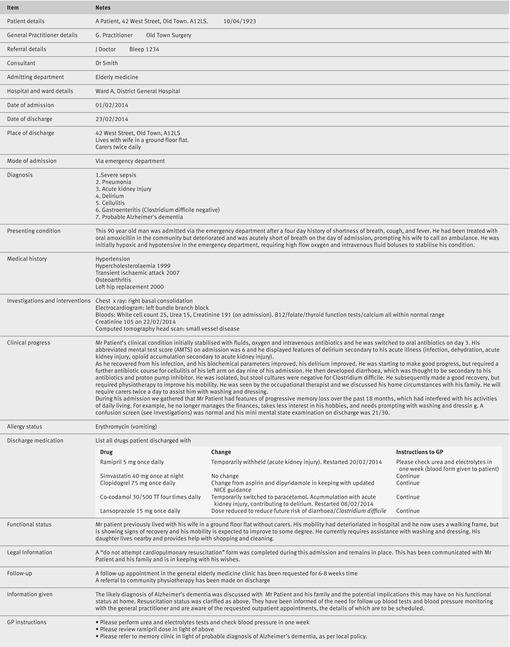 Item Notes
Patient details A Patient, 42 West Street, Old Town. A12LS. 10/04/1923
General Practitioner details G. Practitioner Old Town Surgery
Referral details J Doctor Bleep 1234
Consultant Dr Smith
Admitting department Elderly medicine
Hospital and ward details Ward A, District General Hospital
Date of admission 01/02/2014
Date of discharge 23/02/2014
Place of discharge 42 West Street, Old Town, A12LS
Lives with wife in a ground floor flat.
Carers twice daily
Mode of admission Via emergency department
Diagnosis 1.Severe sepsis
2. Pneumonia
3. Acute kidney Injury
4. Delirium
5. Cellulitis
6. Gastroenteritis (Clostridium difficile negative)
7. Probable Alzheimer's dementia
Presenting condition This 90 year old man was admitted via the emergency department after a four day history of shortness of breath, cough, and fever. He had been treated with
oral amoxicillin in the community but deteriorated and was acutely short of breath on the day of admission, prompting his wife to call an ambulance. He was
initially hypoxic and hypotensive in the emergency department, requiring high flow oxygen and intravenous fluid boluses to stabilise his condition.
Medical history Hypertension
Hypercholesterolaemia 1999
Transient ischaemic attack 2007
Osteoarthritis
Left hip replacement 2000
Investigations and interventions Chest x ray: right basal consolidation
Electrocardiogram: left bundle branch block
Bloods: White cell count 25, Urea 15, Creatinine 191 (on admission). B12/folate/thyroid function tests/calcium all within normal range
Creatinine 105 on 22/02/2014
Computed tomography head scan: small vessel disease
Clinical progress Mr Patient's clinical condition initially stabilised with fluids, oxygen and intravenous antibiotics and he was switched to oral antibiotics on day 3. His
abbreviated mental test score (AMTS) on admission was 6 and he displayed features of delirium secondary to his acute illness (infection, dehydration, acute
kidney injury, opioid accumulation secondary to acute kidney injury).
As he recovered from his infection, and his biochemical parameters improved, his delirium improved. He was starting to make good progress, but required a
further antibiotic course for cellulitis of his left arm on day nine of his admission. He then developed diarrhoea, which was thought to be secondary to his
antibiotics and proton pump inhibitor. He was isolated, but stool cultures were negative for Clostridium difficile. He subsequently made a good recovery, but
required physiotherapy to improve his mobility. He was seen by the occupational therapist and we discussed his home circumstances with his family. He will
require carers twice a day to assist him with washing and dressing.
During his admission we gathered that Mr Patient had features of progressive memory loss over the past 18 months, which had interfered with his activities
of daily living. For example, he no longer manages the finances, takes less interest in his hobbies, and needs prompting with washing and dressin g. A
confusion screen (see investigations) was normal and his mini mental state examination on discharge was 21/30.
Allergy status Erythromycin (vomiting)
Discharge medication List all drugs patient discharged with
Drug Change Instructions to GP
Ramipril 5 mg once daily Temporarily withheld (acute kidney injury). Restarted 20/02/2014 Please check urea and electrolytes in
one week (blood form given to patient)
Simvastatin 40 mg once at night No change Continue
Clopidogrel 75 mg once daily Change from aspirin and dipyridamole in keeping with updated Continue
NICE guidance
Co-codamol 30/500 TT four times daily Temporarily switched to paracetamol. Acummulation with acute Continue
kidney injury, contributing to delirium. Restarted 08/02/2014
Lansoprazole 15 mg once daily Dose reduced to reduce future risk of diarrhoea/Clostridium difficile Continue
Functional status Mr patient previously lived with his wife in a ground floor flat without carers. His mobility had deteriorated in hospital and he now uses a walking frame, but
is showing signs of recovery and his mobility is expected to improve to some degree. He currently requires assistance with washing and dressing. His
daughter lives nearby and provides help with shopping and cleaning.
Legal Information A "do not attempt cardiopulmonary resuscitation" form was completed during this admission and remains in place. This has been communicated with Mr
Patient and his family and is in keeping with his wishes.
Follow-up A follow-up appointment in the general elderly medicine clinic has been requested for 6-8 weeks time
A referral to community physiotherapy has been made on discharge
Information given The likely diagnosis of Alzheimer's dementia was discussed with Mr Patient and his family and the potential implications this may have on his functional
status at home. Resuscitation status was clarified as above. They have been informed of the need for follow up blood tests and blood pressure monitoring
with the general practitioner and are aware of the requested outpatient appointments, the details of which are to be scheduled.
GP instructions • Please perform urea and electrolytes tests and check blood pressure in one week
• Please review ramipril dose in light of above
• Please refer to memory clinic in light of probable diagnosis of Alzheimer's dementia, as per local policy.